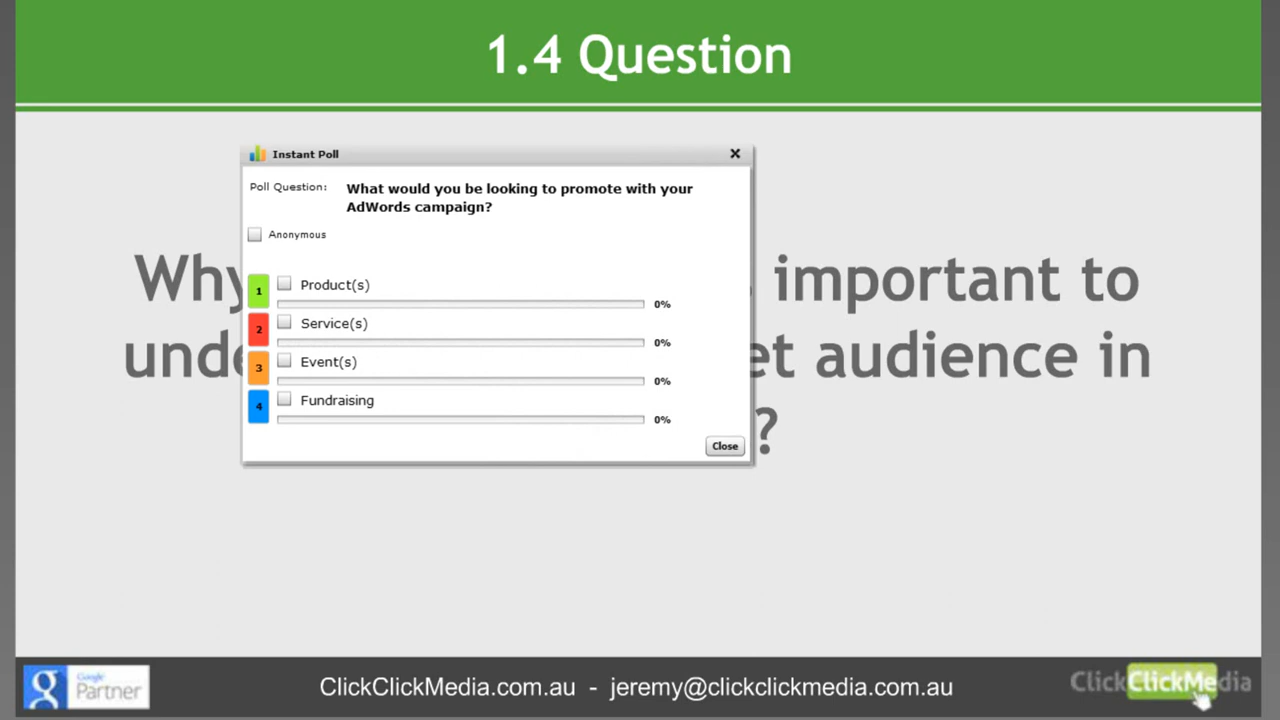 1.4 Question
Instant Poll
Poll Question: What would you be looking to promote with your
AdWords campaign?
Anonymous
1 Product(s) 0%
2 Service(s) 0%
3 Event(s) 0%
4 Fundraising 0%
Close
Why important to
audience in
?
Google
Partner
ClickClickMedia.com.au - jeremy@clickclickmedia.com.au
ClickClickMedia